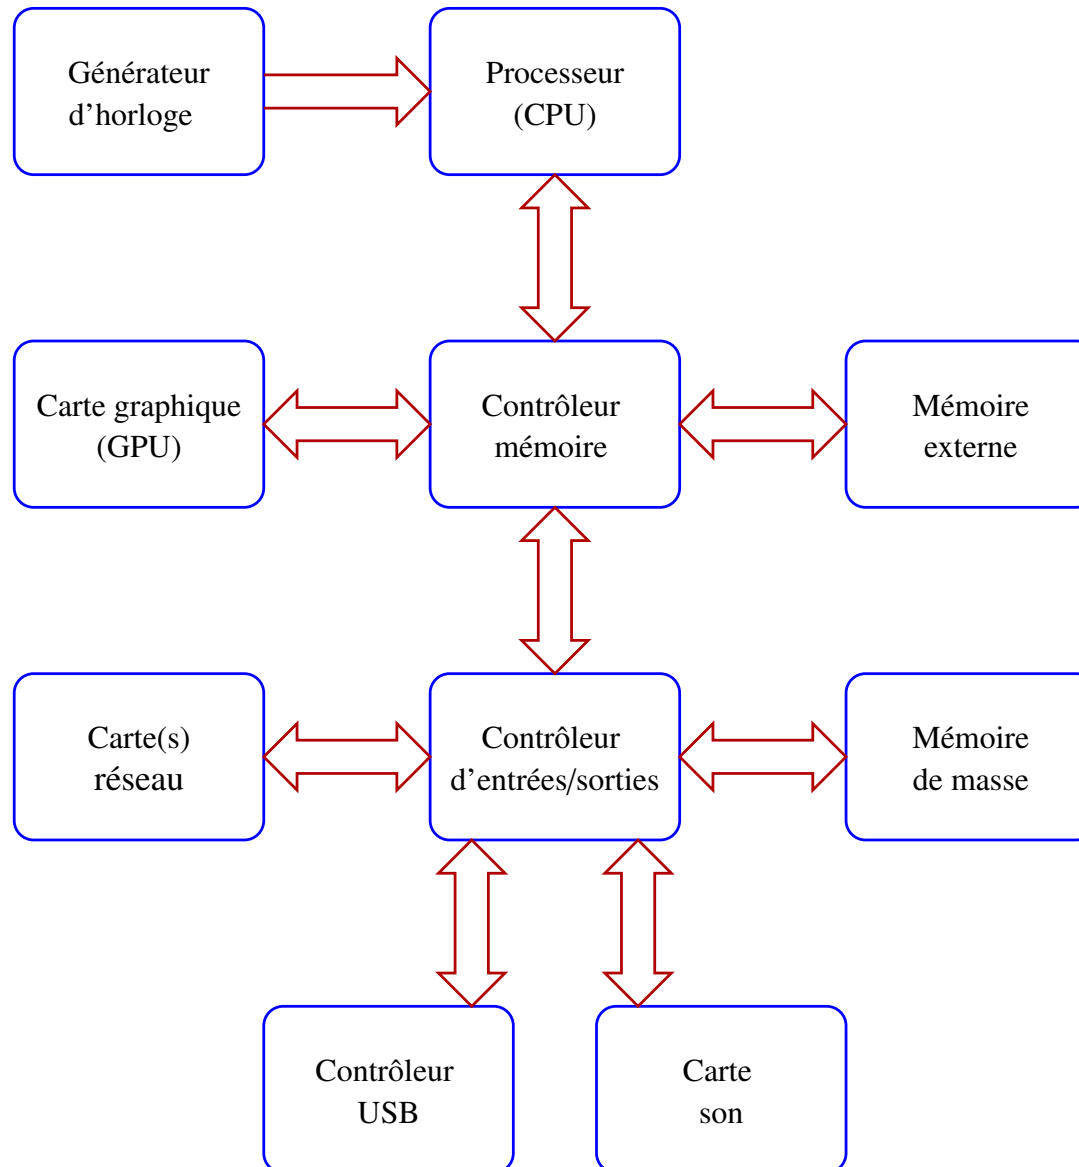 Générateur
d'horloge
Processeur
(CPU)
Carte graphique
(GPU)
Contrôleur
mémoire
Mémoire
externe
Carte(s)
réseau
Contrôleur
d'entrées/sorties
Mémoire
de masse
Contrôleur
USB
Carte
son